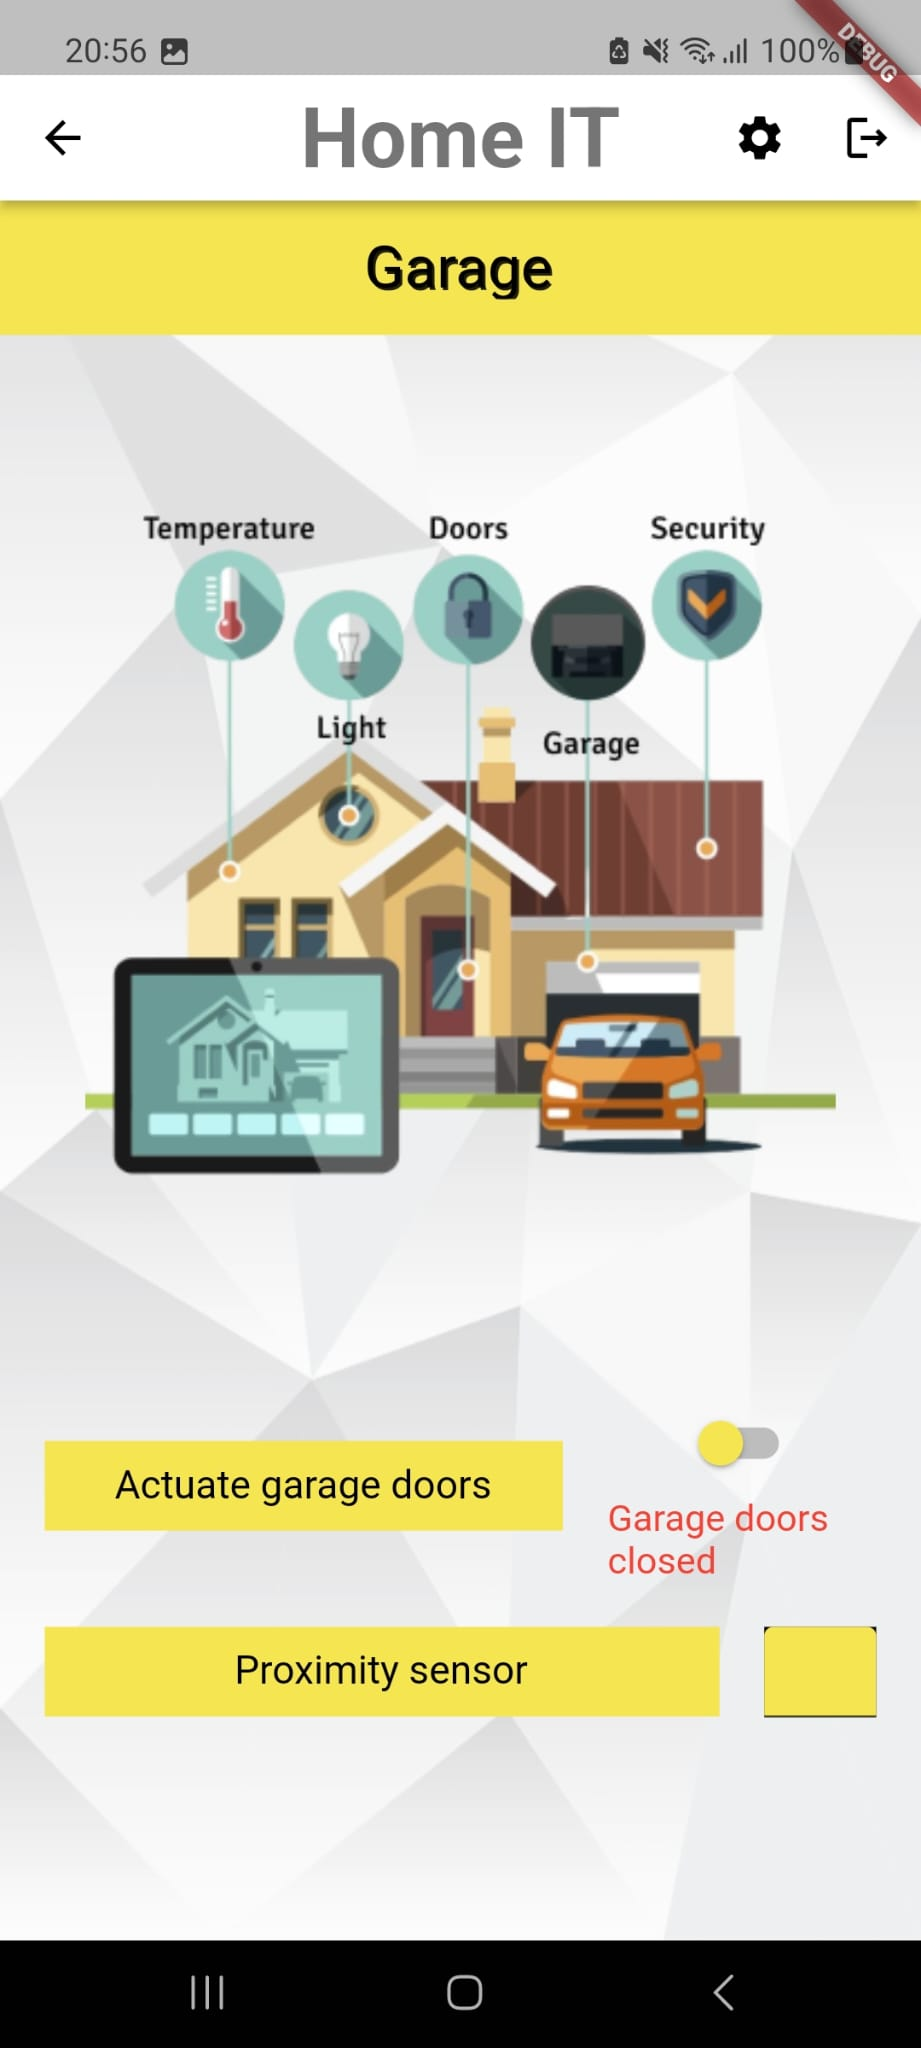 20:56
100%
DEBUG
Home IT
Garage
Temperature
Doors
Security
Light
Garage
Actuate garage doors
Garage doors
closed
Proximity sensor